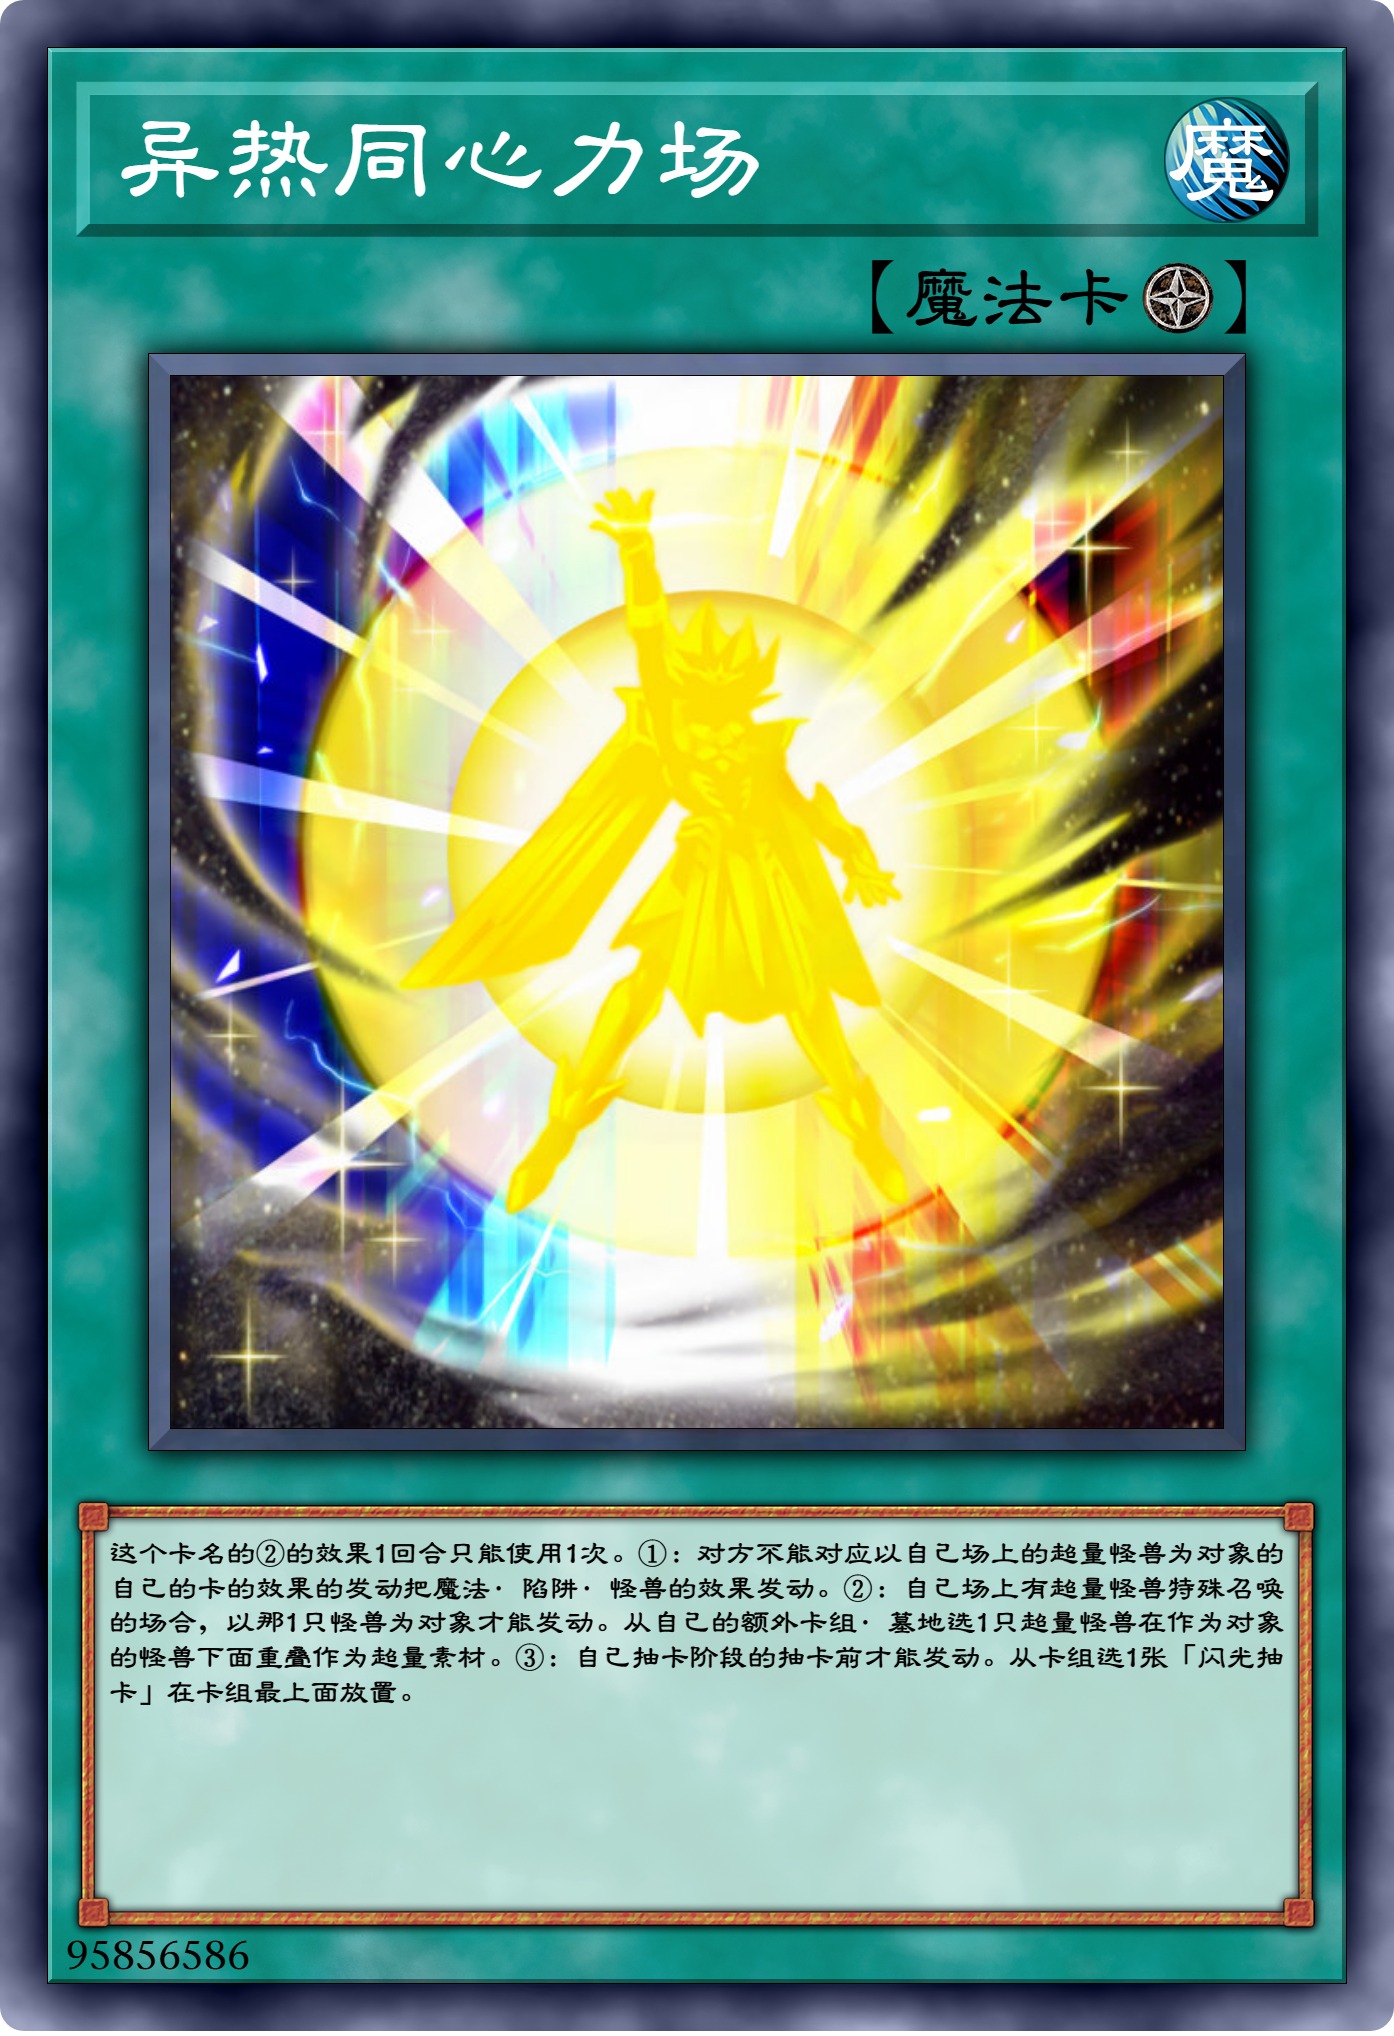 异热同心力场
魔
【魔法卡】
这个卡名的②的效果1回合只能使用1次。①：对方不能对应以自己场上的超量怪兽为对象的
自己的卡的效果的发动把魔法·陷阱·怪兽的效果发动。②：自己场上有超量怪兽特殊召唤
的场合，以那1只怪兽为对象才能发动。从自己的额外卡组·墓地选1只超量怪兽在作为对象
的怪兽下面重叠作为超量素材。③：自己抽卡阶段的抽卡前才能发动。从卡组选1张「闪光抽
卡」在卡组最上面放置。
95856586